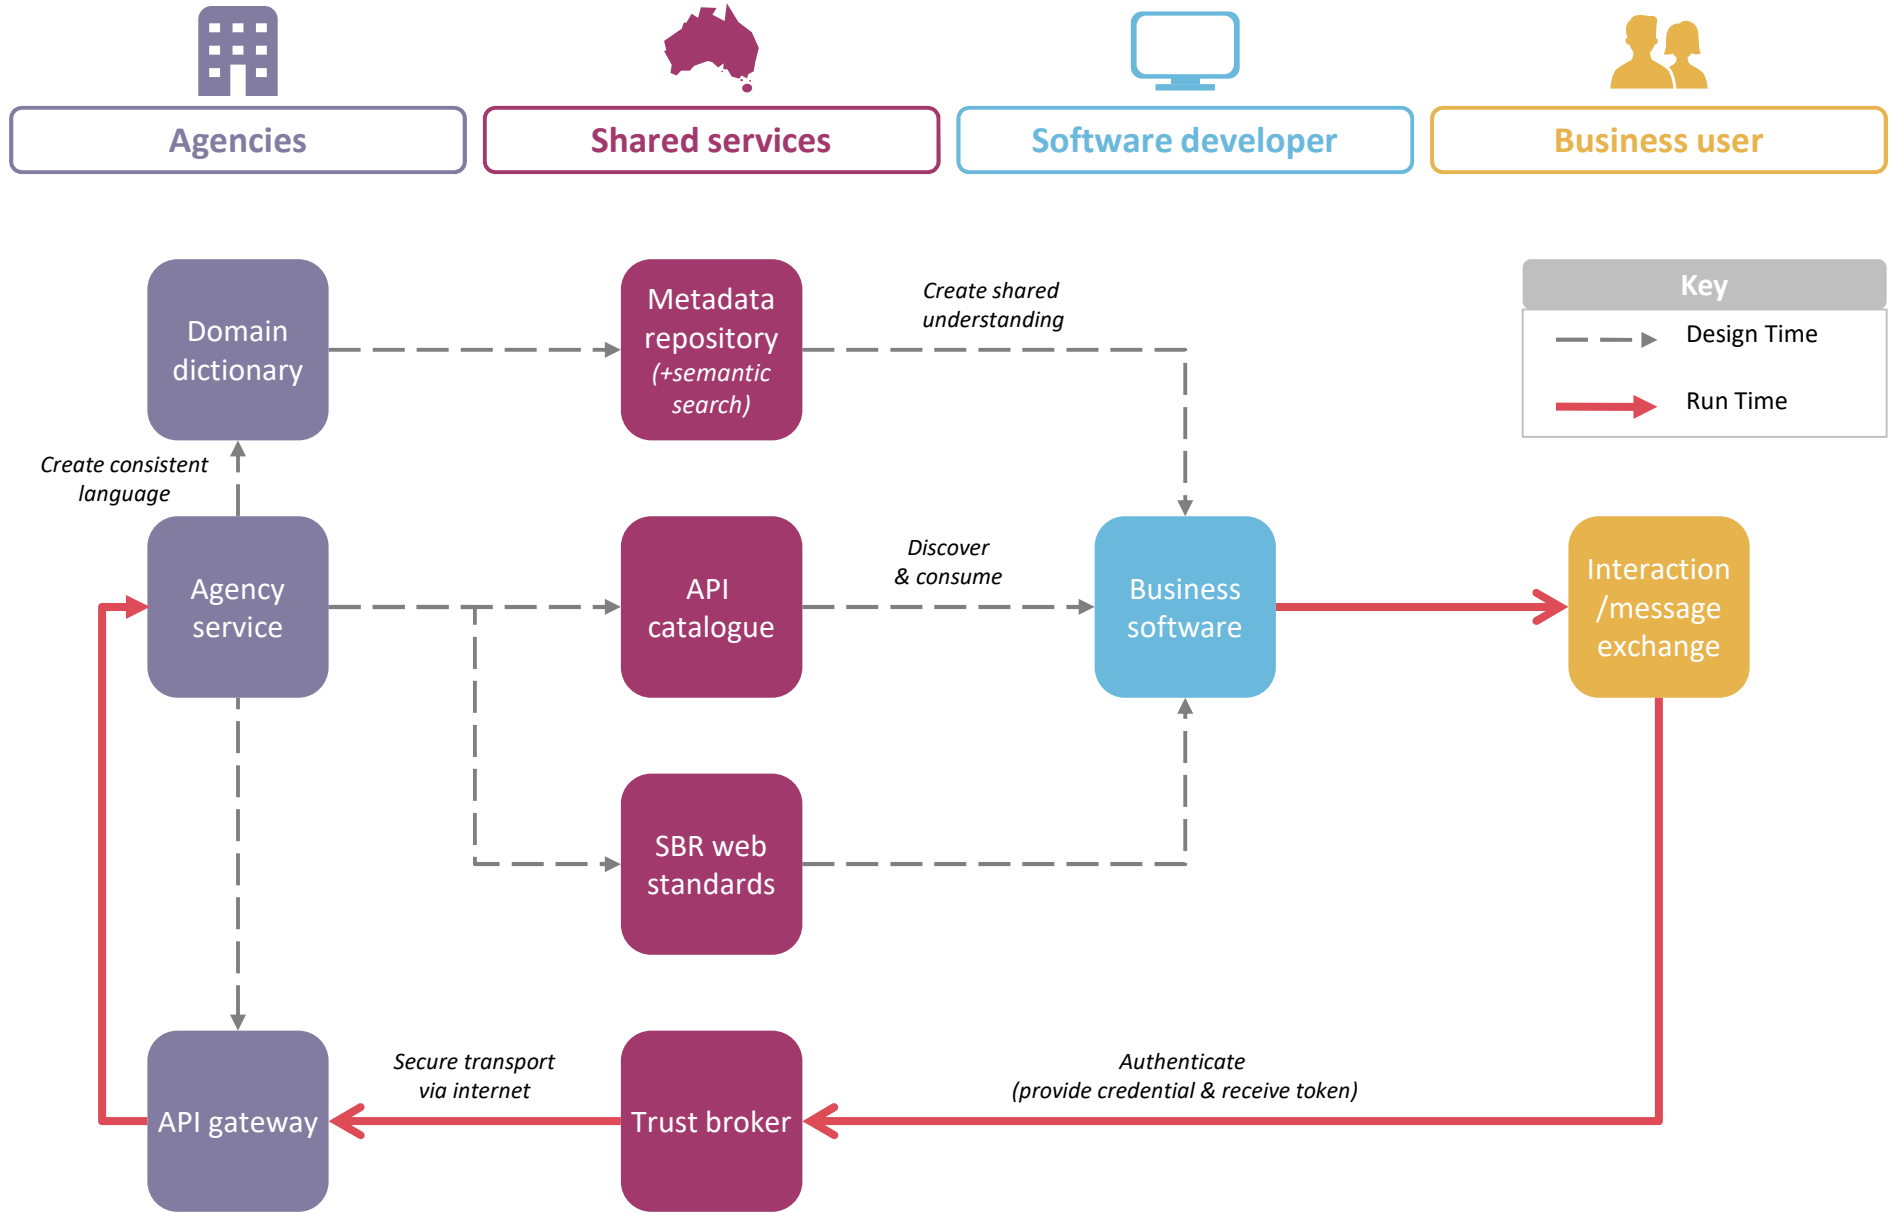 Agencies
Shared services
Software developer
Business user
Key
Design Time
Run Time
Domain
dictionary
Metadata
repository
(+semantic
search)
Create shared
understanding
Create consistent
language
Agency
service
API
catalogue
Discover
& consume
Business
software
Interaction
/message
exchange
SBR web
standards
API gateway
Secure transport
via internet
Trust broker
Authenticate
(provide credential & receive token)